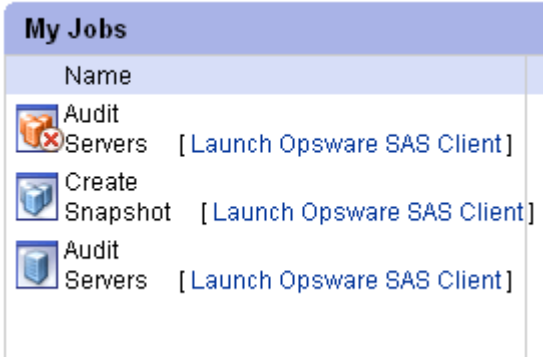 My Jobs
Name
Audit
Servers [ Launch Opsware SAS Client ]
Create
Snapshot [ Launch Opsware SAS Client ]
Audit
Servers [ Launch Opsware SAS Client ]